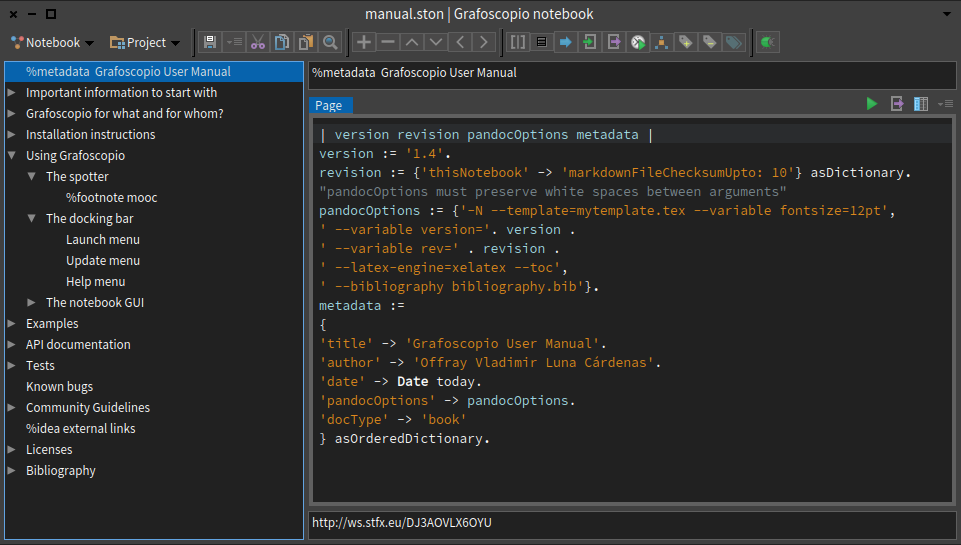 manual.ston | Grafoscopio notebook
Notebook Project
%metadata Grafoscopio User Manual
Important information to start with
Grafoscopio for what and for whom?
Installation instructions
Using Grafoscopio
The spotter
%footnote mooc
The docking bar
Launch menu
Update menu
Help menu
The notebook GUI
Examples
API documentation
Tests
Known bugs
Community Guidelines
%idea external links
Licenses
Bibliography
%metadata Grafoscopio User Manual
Page
| version revision pandocOptions metadata |
version := '1.4'.
revision := {'thisNotebook' -> 'markdownFileChecksumUpto: 10'} asDictionary.
"pandocOptions must preserve white spaces between arguments"
pandocOptions := {'-N --template=mytemplate.tex --variable fontsize=12pt',
' --variable version='. version .
' --variable rev=' . revision .
' --latex-engine=xelatex --toc',
' --bibliography bibliography.bib'}.
metadata :=
{
'title' -> 'Grafoscopio User Manual'.
'author' -> 'Offray Vladimir Luna Cárdenas'.
'date' -> Date today.
'pandocOptions' -> pandocOptions.
'docType' -> 'book'
} asOrderedDictionary.
http://ws.stfx.eu/DJ3AOVLX6OYU